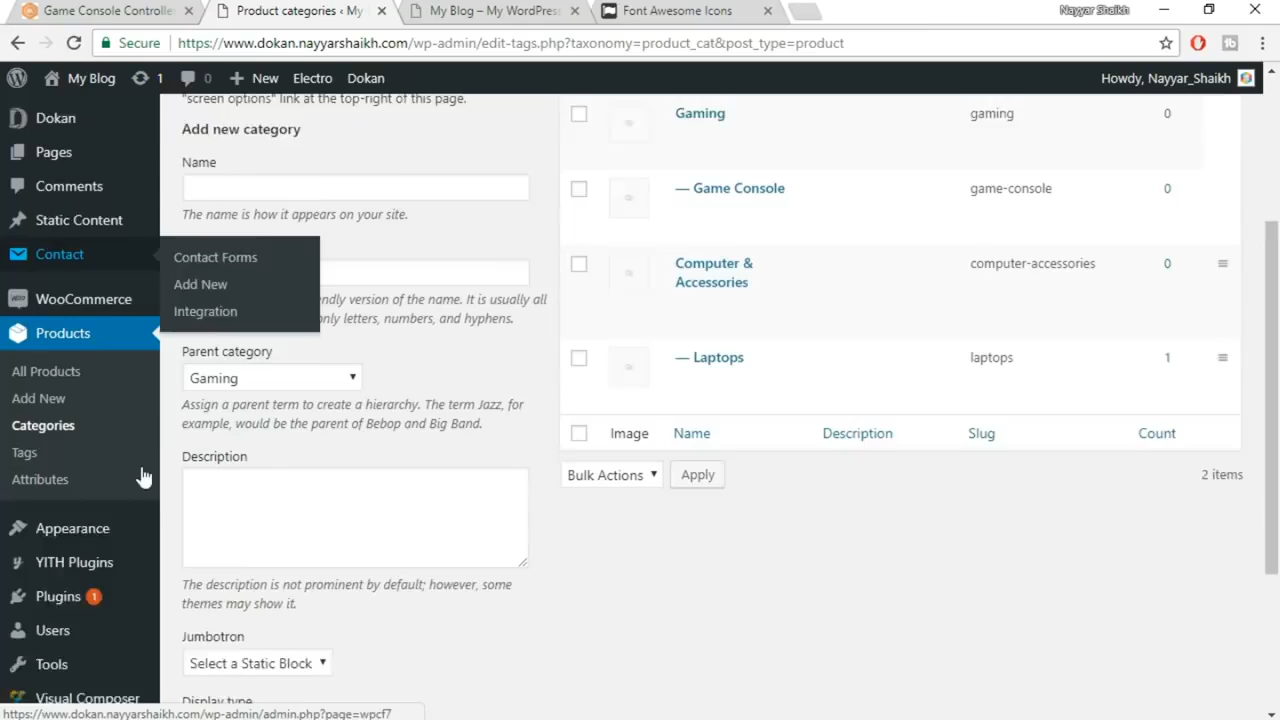 Game Console Controlle
Product categories ‹ My
My Blog – My WordPress
Font Awesome Icons
Nayyar Shaikh
Secure
https://www.dokan.nayyarshaikh.com/wp-admin/edit-tags.php?taxonomy=product_cat&post_type=product
My Blog
1
0
New
Electro
Dokan
Howdy, Nayyar_Shaikh
Dokan
Pages
Comments
Static Content
Contact
WooCommerce
Products
All Products
Add New
Categories
Tags
Attributes
Appearance
YITH Plugins
Plugins 1
Users
Tools
Visual Composer
Contact Forms
Add New
Integration
"screen options" link at the top-right of this page.
Add new category
Name
The name is how it appears on your site.
ndly version of the name. It is usually all
only letters, numbers, and hyphens.
Parent category
Gaming
Assign a parent term to create a hierarchy. The term Jazz, for
example, would be the parent of Bebop and Big Band.
Description
The description is not prominent by default; however, some
themes may show it.
Jumbotron
Select a Static Block
Display type
Gaming
gaming
0
— Game Console
game-console
0
Computer &
Accessories
computer-accessories
0
— Laptops
laptops
1
Image
Name
Description
Slug
Count
Bulk Actions
Apply
2 items
https://www.dokan.nayyarshaikh.com/wp-admin/admin.php?page=wpcf7